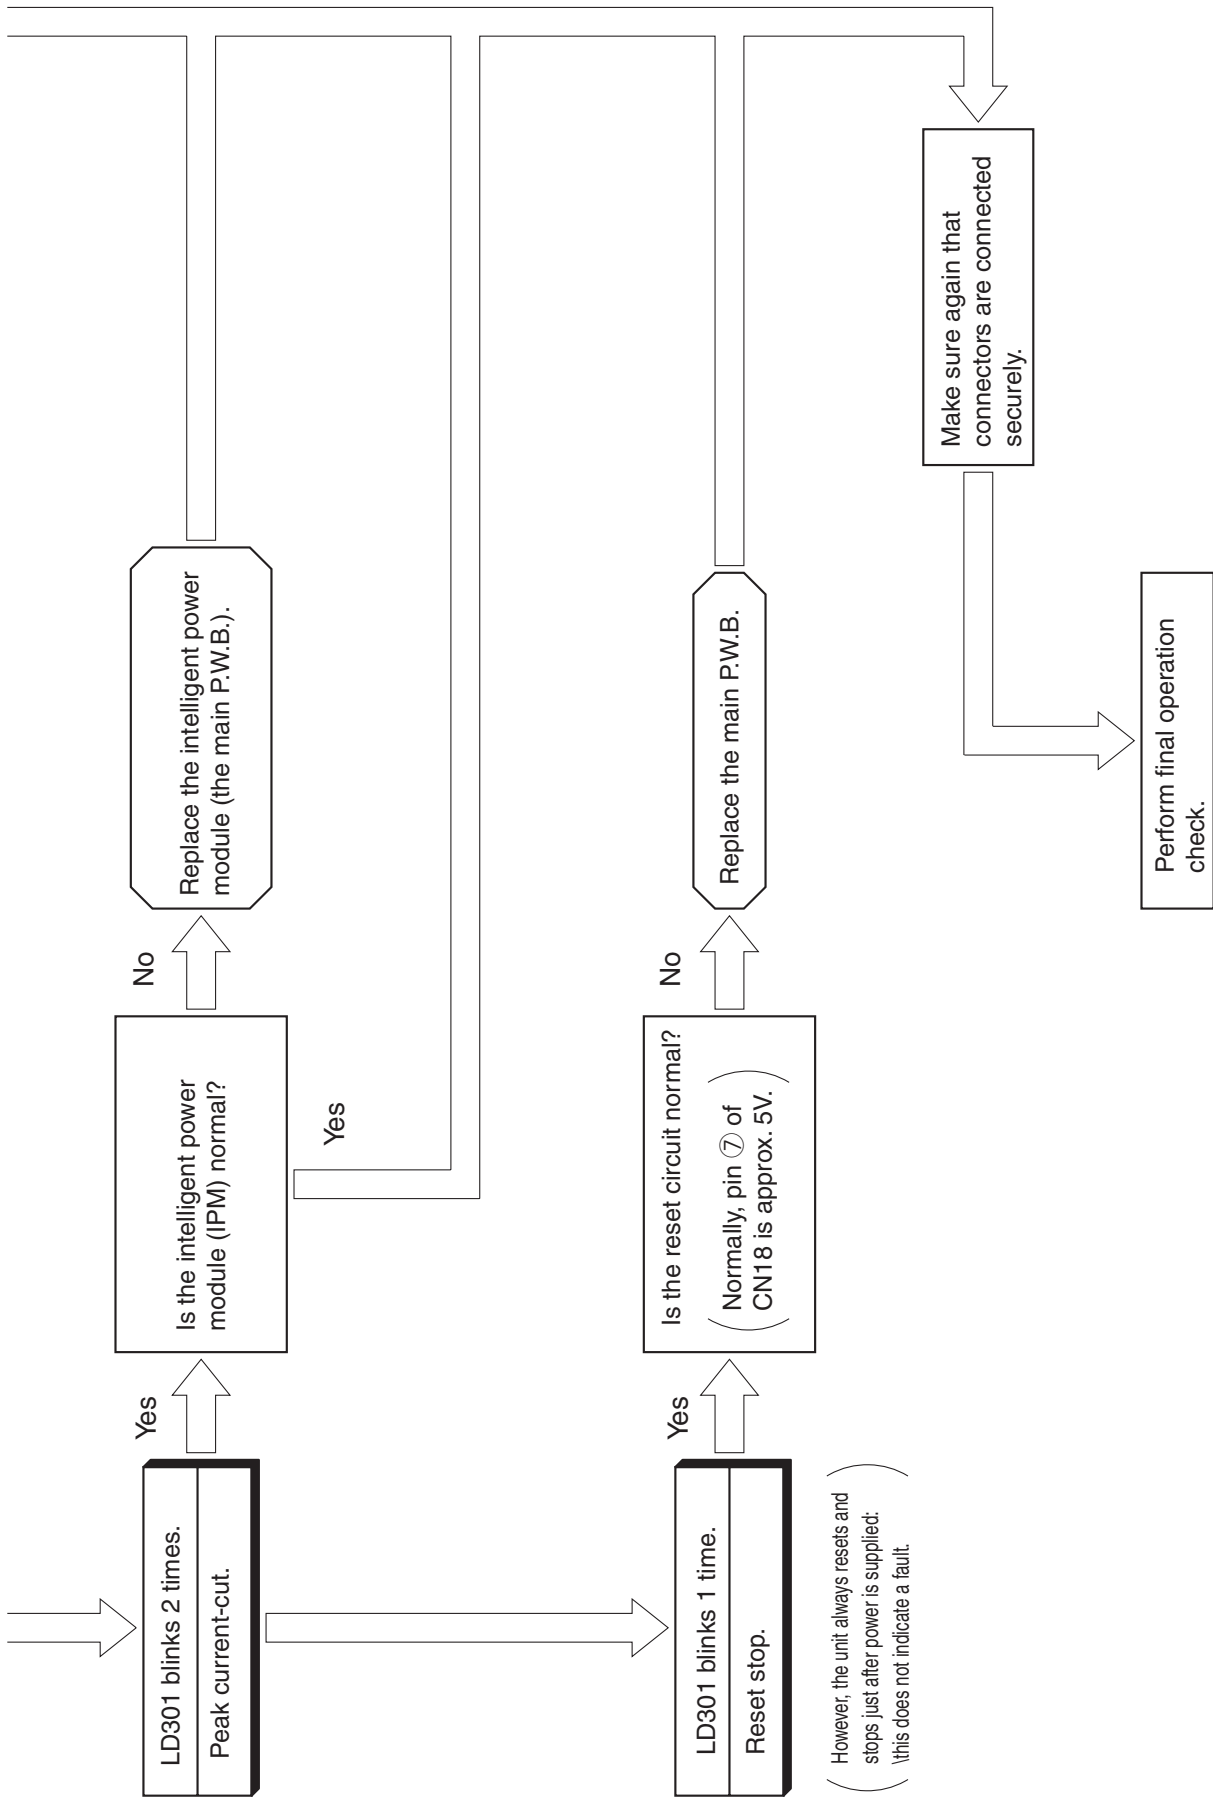 LD301 blinks 2 times.
Peak current-cut.
Yes
Is the intelligent power
module (IPM) normal?
No
Replace the intelligent power
module (the main P.W.B.).
Yes
LD301 blinks 1 time.
Reset stop.
However, the unit always resets and
stops just after power is supplied:
\this does not indicate a fault.
Yes
Is the reset circuit normal?
(Normally, pin ⑦ of
CN18 is approx. 5V.)
No
Replace the main P.W.B.
Make sure again that
connectors are connected
securely.
Perform final operation
check.